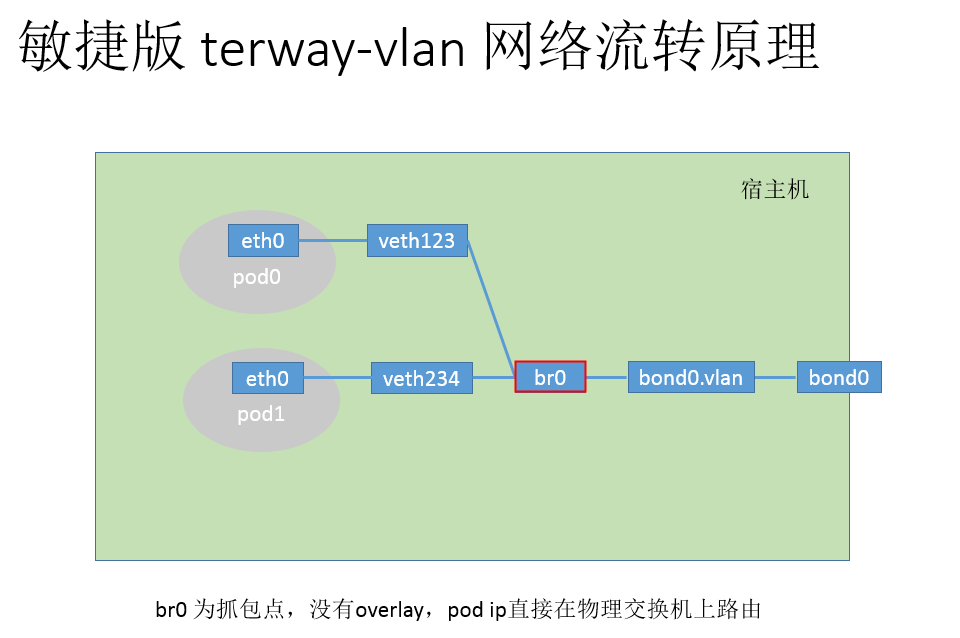 敏捷版 terway-vlan 网络流转原理
宿主机
eth0
veth123
pod0
eth0
veth234
br0
bond0.vlan
bond0
pod1
br0 为抓包点，没有overlay，pod ip直接在物理交换机上路由